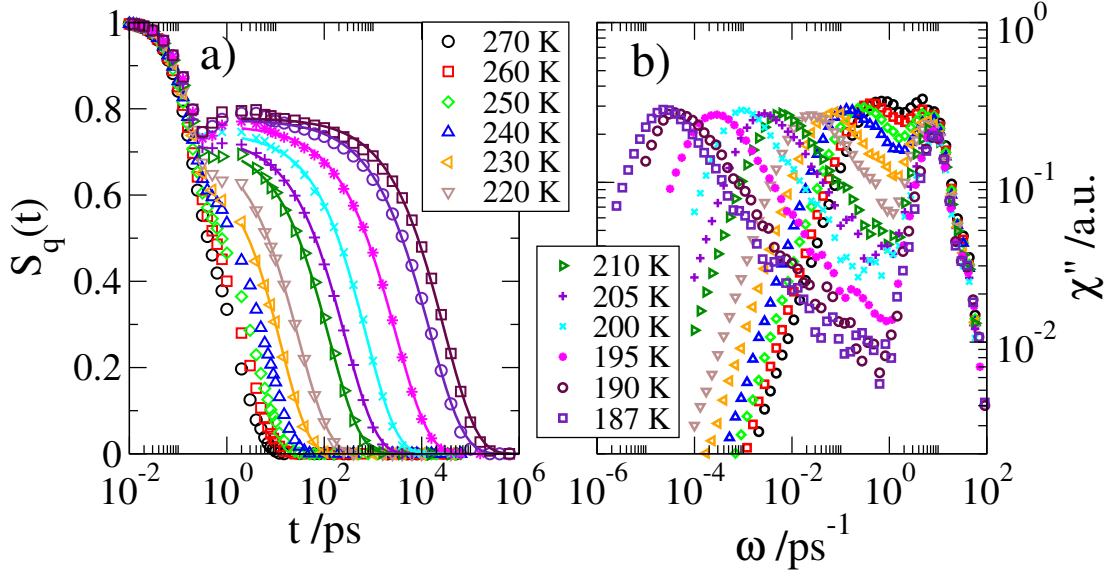 a)
S_q(t)
1
0.8
0.6
0.4
0.2
0
10^-2
10^0
10^2
10^4
10^6
t /ps
270 K
260 K
250 K
240 K
230 K
220 K
b)
210 K
205 K
200 K
195 K
190 K
187 K
10^-6
10^-4
10^-2
10^0
10^2
ω /ps^-1
10^0
10^-1
10^-2
χ'' /a.u.